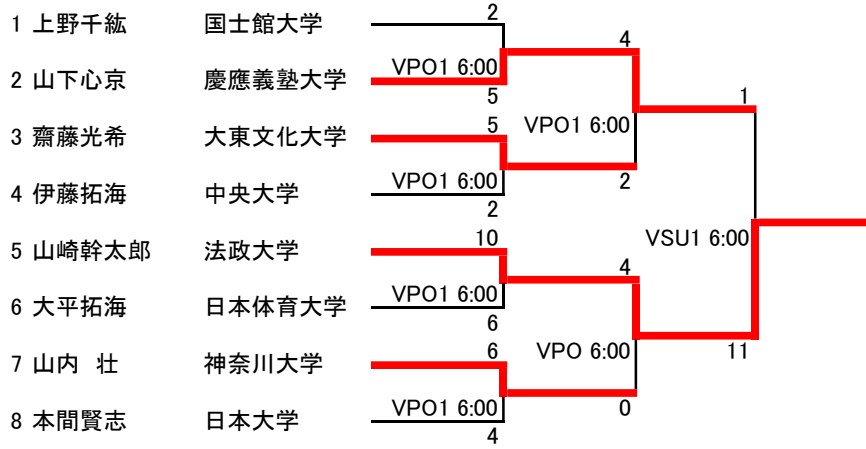 2
1 上野千紘 国士館大学
4
VPO1 6:00
2 山下心京 慶應義塾大学
5
1
5
VPO1 6:00
3 齋藤光希 大東文化大学
VPO1 6:00
2
4 伊藤拓海 中央大学
2
10
VSU1 6:00
5 山崎幹太郎 法政大学
4
VPO1 6:00
6 大平拓海 日本体育大学
6
6
VPO 6:00
11
7 山内 壮 神奈川大学
VPO1 6:00
0
8 本間賢志 日本大学
4